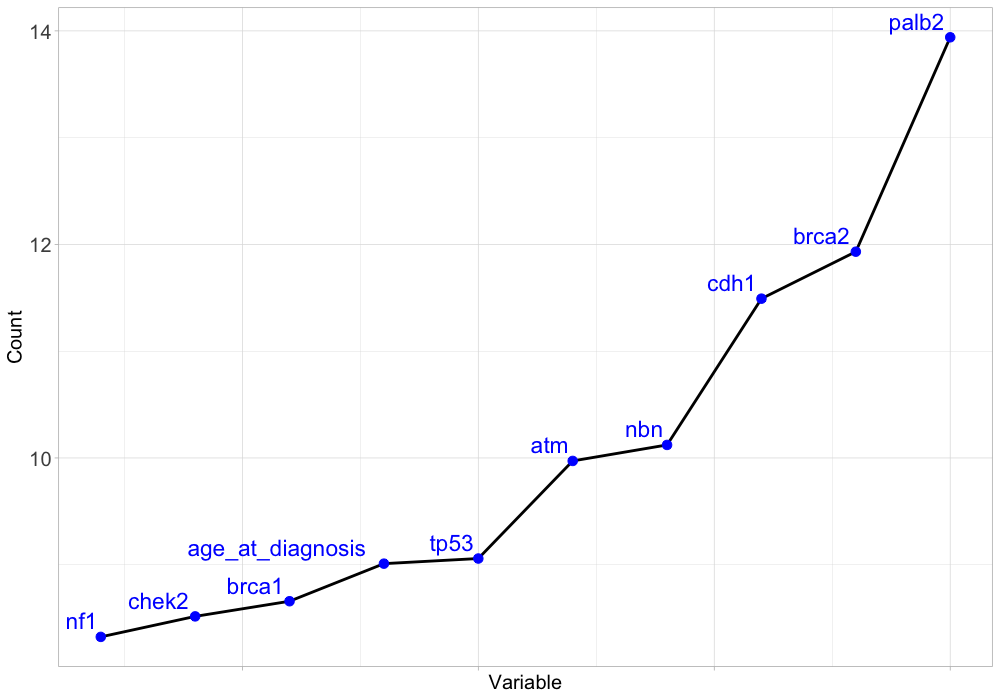 14
palb2
12
brca2
cdh1
Count
10
nbn
atm
tp53
age_at_diagnosis
brca1
chek2
nf1
Variable